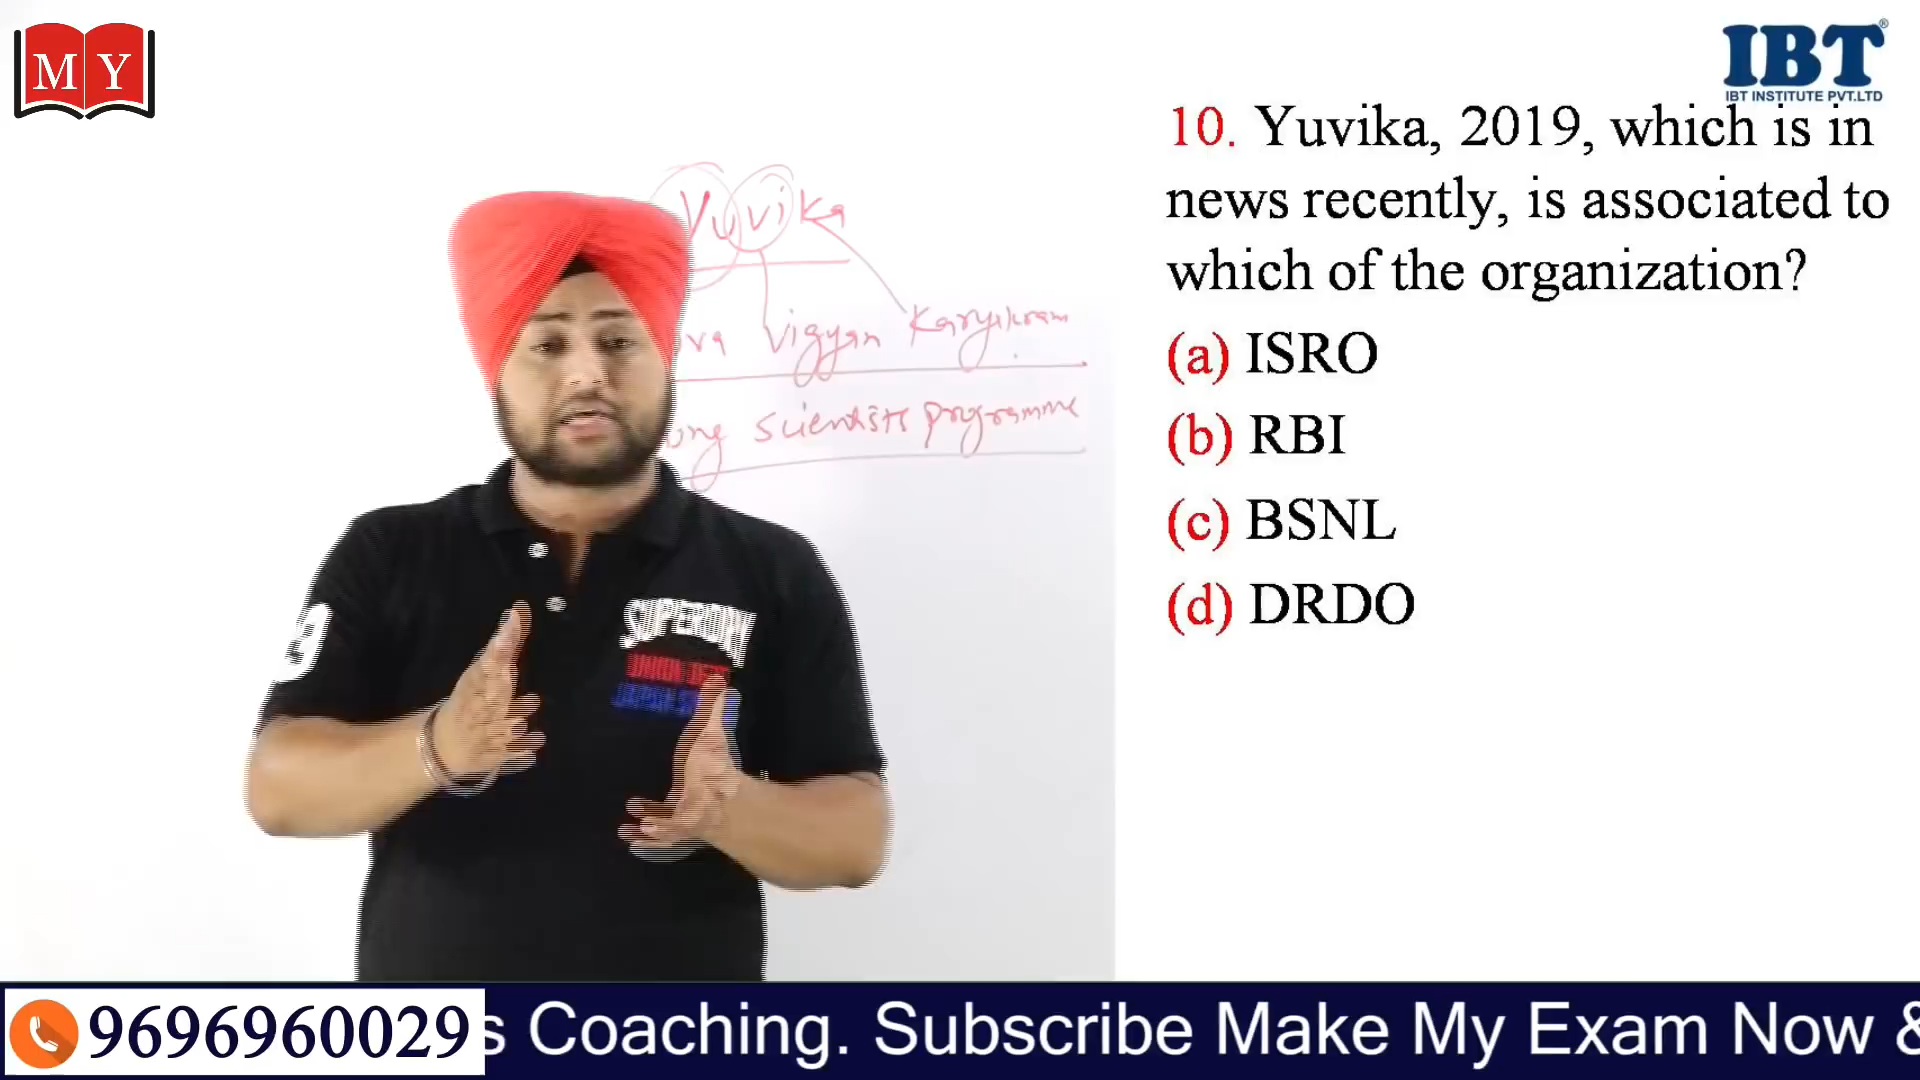 MY
IBT
IBT INSTITUTE PVT.LTD
10. Yuvika, 2019, which is in
news recently, is associated to
which of the organization?
(a) ISRO
(b) RBI
(c) BSNL
(d) DRDO
Yuvika
Vigyan Karyakram
Scientists Programme
9696960029
s Coaching. Subscribe Make My Exam Now &